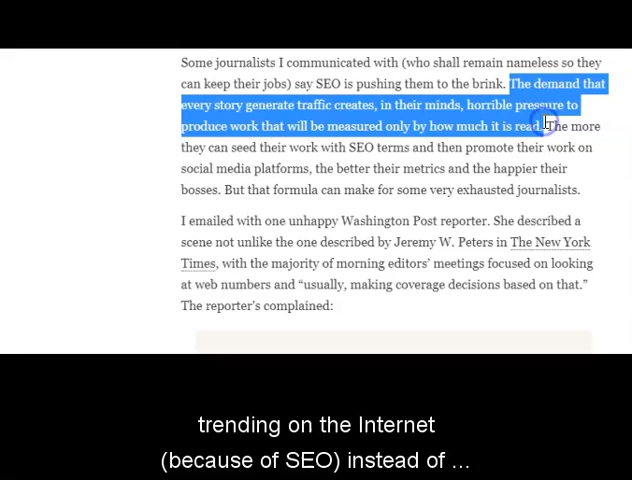 Some journalists I communicated with (who shall remain nameless so they
can keep their jobs) say SEO is pushing them to the brink. The demand that
every story generate traffic creates, in their minds, horrible pressure to
produce work that will be measured only by how much it is read. The more
they can seed their work with SEO terms and then promote their work on
social media platforms, the better their metrics and the happier their
bosses. But that formula can make for some very exhausted journalists.
I emailed with one unhappy Washington Post reporter. She described a
scene not unlike the one described by Jeremy W. Peters in The New York
Times, with the majority of morning editors’ meetings focused on looking
at web numbers and “usually, making coverage decisions based on that.”
The reporter’s complained:
trending on the Internet
(because of SEO) instead of ...